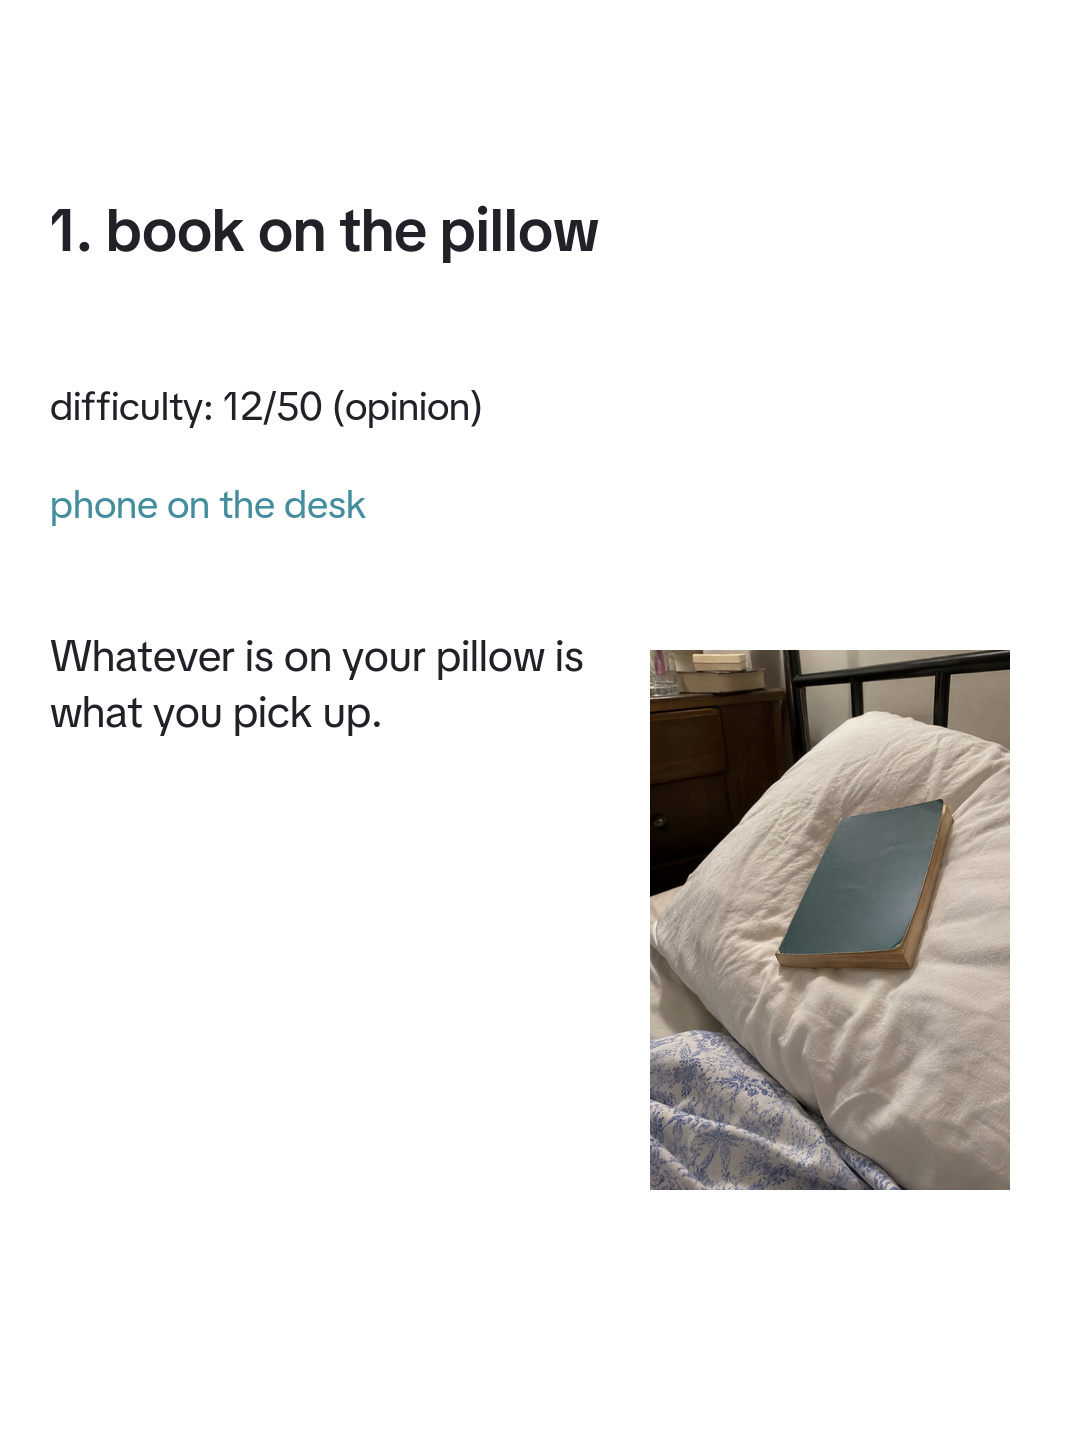 1. book on the pillow
difficulty: 12/50 (opinion)
phone on the desk
Whatever is on your pillow is
what you pick up.